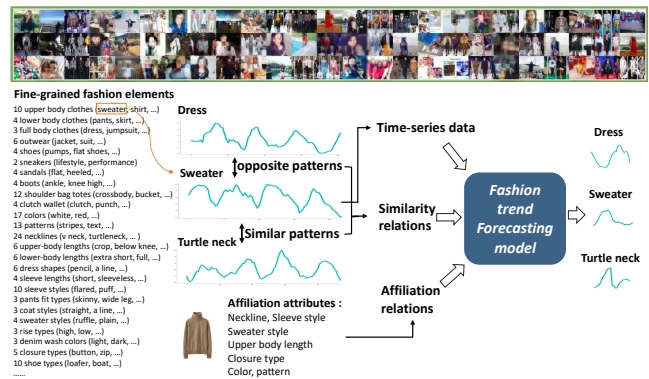 Fine-grained fashion elements
10 upper body clothes (sweater, shirt, ...)
4 lower body clothes (pants, skirt, ...)
3 full body clothes (dress, jumpsuit, ...)
6 outwear (jacket, suit, ...)
4 shoes (pumps, flat shoes, ...)
2 sneakers (lifestyle, performance)
4 sandals (flat, heeled, ...)
4 boots (ankle, knee high, ...)
12 shoulder bag totes (crossbody, bucket, ...)
4 clutch wallet (clutch, punch, ...)
17 colors (white, red, ...)
13 patterns (stripes, text, ...)
24 necklines (v neck, turtleneck, ... )
6 upper-body lengths (crop, below knee, ...)
6 lower-body lengths (extra short, full, ...)
6 dress shapes (pencil, a line, ...)
4 sleeve lengths (short, sleeveless, ...)
10 sleeve styles (flared, puff, ...)
3 pants fit types (skinny, wide leg, ...)
3 coat styles (straight, a line, ...)
4 sweater styles (ruffle, plain, ...)
3 rise types (high, low, ...)
3 denim wash colors (light, dark, ...)
5 closure types (button, zip, ...)
10 shoe types (loafer, boat, ...)
......
Dress
opposite patterns
Sweater
Similar patterns
Turtle neck
Affiliation attributes :
Neckline, Sleeve style
Sweater style
Upper body length
Closure type
Color, pattern
Time-series data
Similarity
relations
Affiliation
relations
Fashion
trend
Forecasting
model
Dress
Sweater
Turtle neck